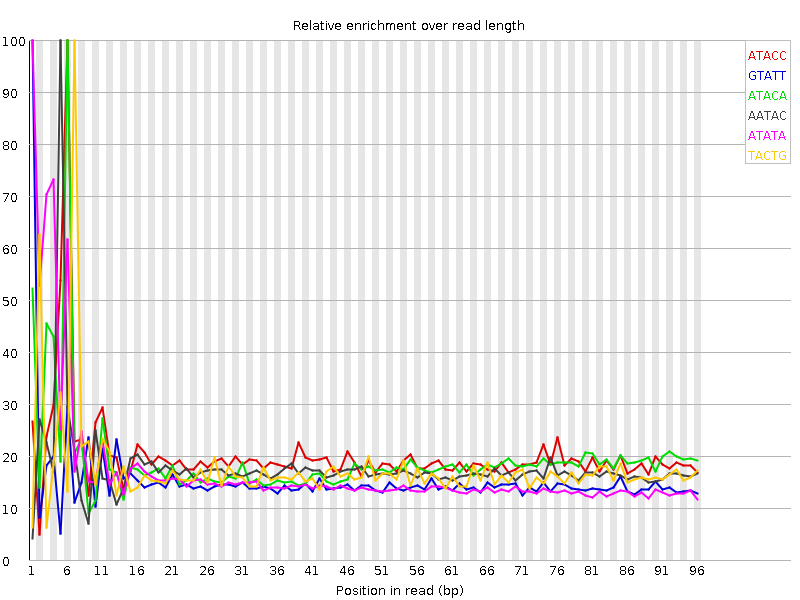 Relative enrichment over read length
100
90
80
70
60
50
40
30
20
10
0
ATACC
GTATT
ATACA
AATAC
ATATA
TACTG
1 6 11 16 21 26 31 36 41 46 51 56 61 66 71 76 81 86 91 96
Position in read (bp)